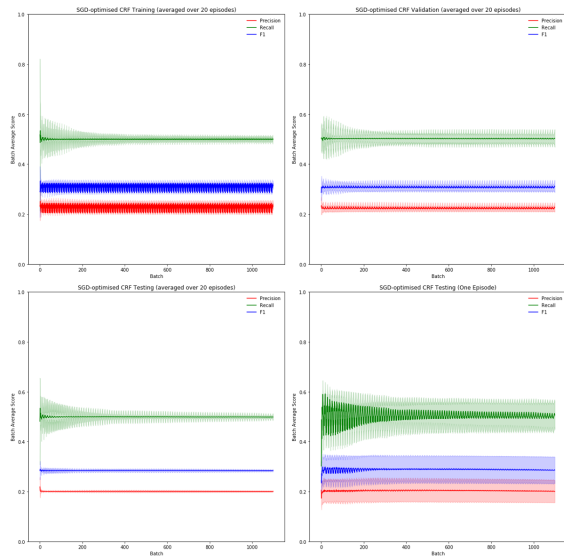 SGD-optimised CRF Training (averaged over 20 episodes)
Precision
Recall
F1
1.0
0.8
0.6
0.4
0.2
0.0
Batch Average Score
0 200 400 600 800 1000
Batch
SGD-optimised CRF Validation (averaged over 20 episodes)
Precision
Recall
F1
1.0
0.8
0.6
0.4
0.2
0.0
Batch Average Score
0 200 400 600 800 1000
Batch
SGD-optimised CRF Testing (averaged over 20 episodes)
Precision
Recall
F1
1.0
0.8
0.6
0.4
0.2
0.0
Batch Average Score
0 200 400 600 800 1000
Batch
SGD-optimised CRF Testing (One Episode)
Precision
Recall
F1
1.0
0.8
0.6
0.4
0.2
0.0
Batch Average Score
0 200 400 600 800 1000
Batch